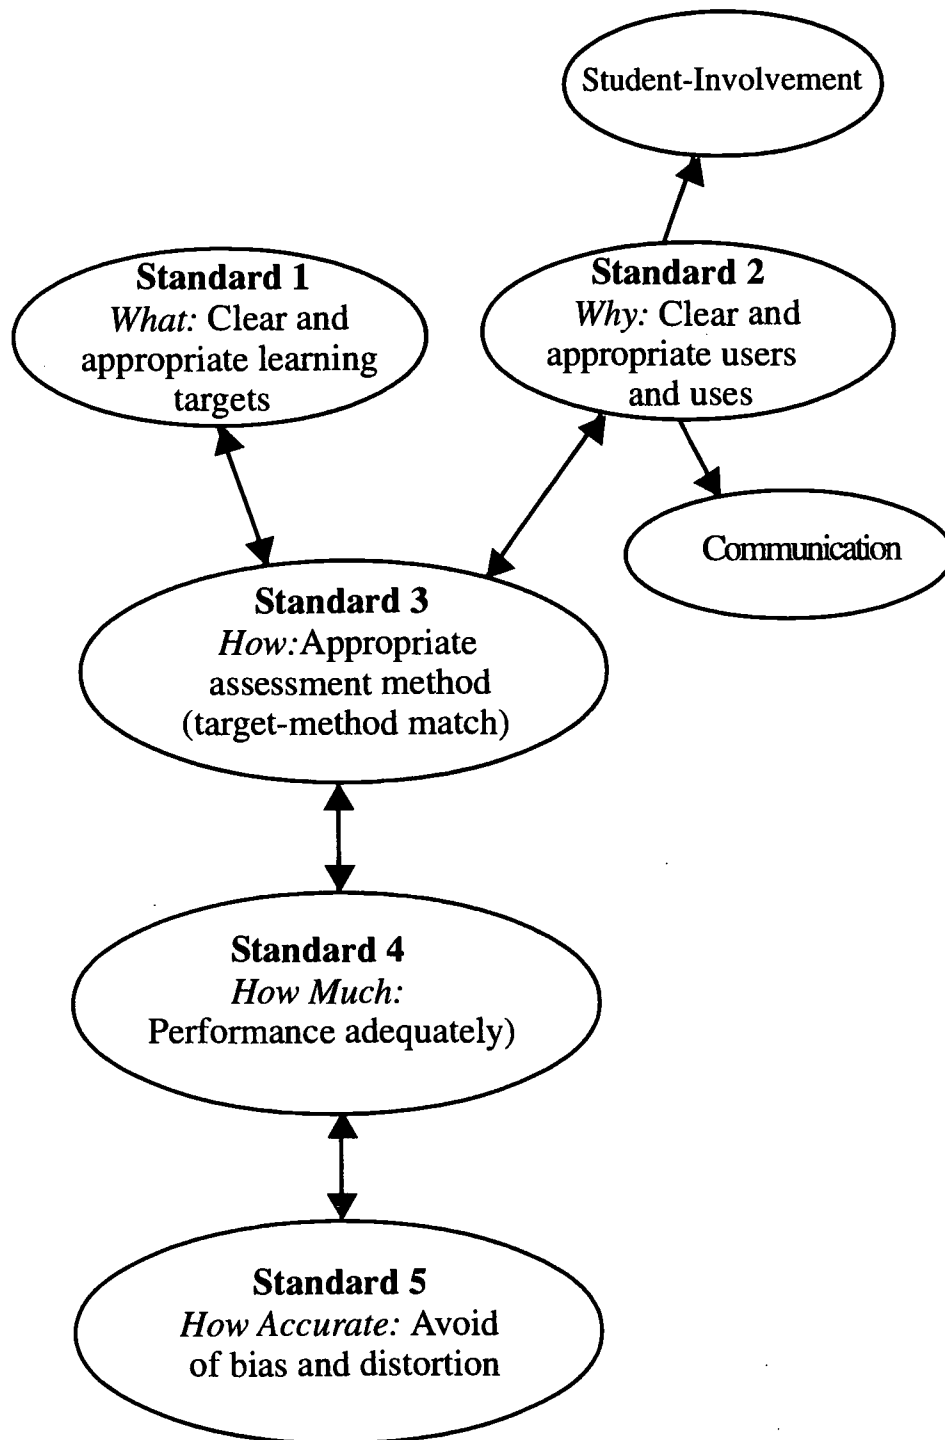 Student-Involvement
Standard 1
What: Clear and
appropriate learning
targets
Standard 2
Why: Clear and
appropriate users
and uses
Communication
Standard 3
How:Appropriate
assessment method
(target-method match)
Standard 4
How Much:
Performance adequately)
Standard 5
How Accurate: Avoid
of bias and distortion